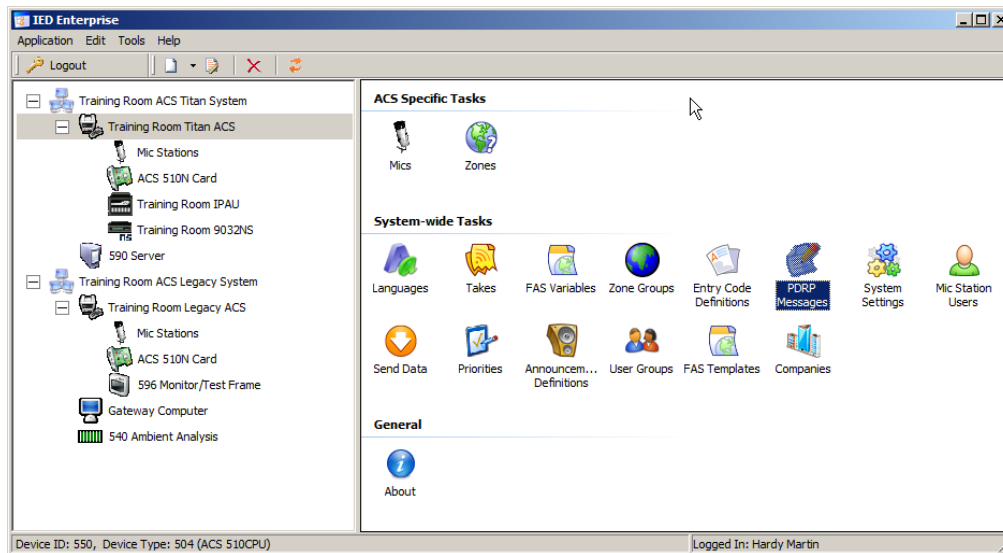 IED Enterprise
Application Edit Tools Help
Logout
Training Room ACS Titan System
Training Room Titan ACS
Mic Stations
ACS 510N Card
Training Room IPAU
Training Room 9032NS
NS
590 Server
Training Room ACS Legacy System
Training Room Legacy ACS
Mic Stations
ACS 510N Card
596 Monitor/Test Frame
Gateway Computer
540 Ambient Analysis
ACS Specific Tasks
Mics Zones
System-wide Tasks
Languages Takes FAS Variables Zone Groups Entry Code PDRP System Mic Station
Definitions Messages Settings Users
Send Data Priorities Announcem... User Groups FAS Templates Companies
Definitions
General
About
Device ID: 550, Device Type: 504 (ACS 510CPU) Logged In: Hardy Martin